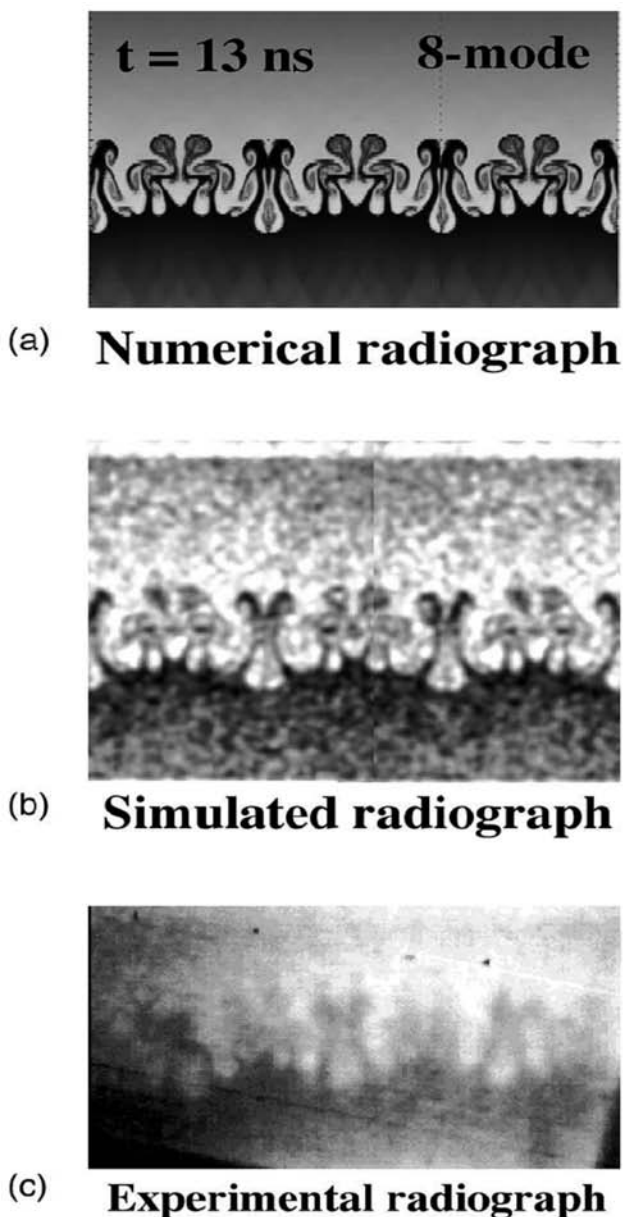 t = 13 ns 8-mode
(a) Numerical radiograph
(b) Simulated radiograph
(c) Experimental radiograph